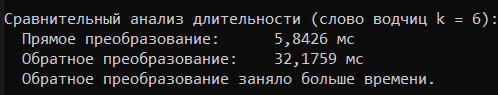 Сравнительный анализ длительности (слово водчиц k = 6):
Прямое преобразование: 5,8426 мс
Обратное преобразование: 32,1759 мс
Обратное преобразование заняло больше времени.